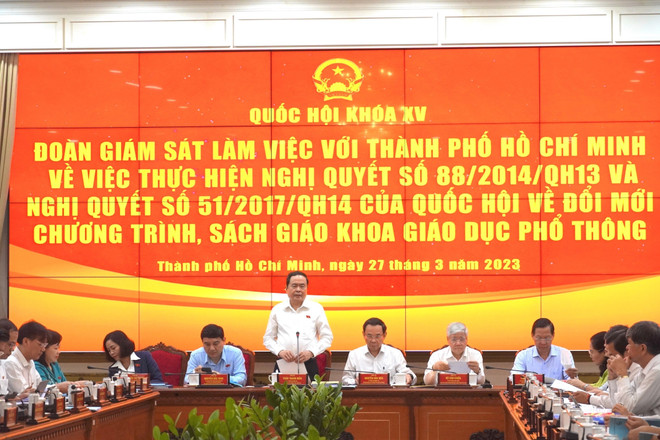 QUỐC HỘI KHÓA XV
ĐOÀN GIÁM SÁT LÀM VIỆC VỚI THÀNH PHỐ HỒ CHÍ MINH
VỀ VIỆC THỰC HIỆN NGHỊ QUYẾT SỐ 88/2014/QH13 VÀ
NGHỊ QUYẾT SỐ 51/2017/QH14 CỦA QUỐC HỘI VỀ ĐỔI MỚI
CHƯƠNG TRÌNH, SÁCH GIÁO KHOA GIÁO DỤC PHỔ THÔNG
Thành phố Hồ Chí Minh, ngày 27 tháng 3 năm 2023